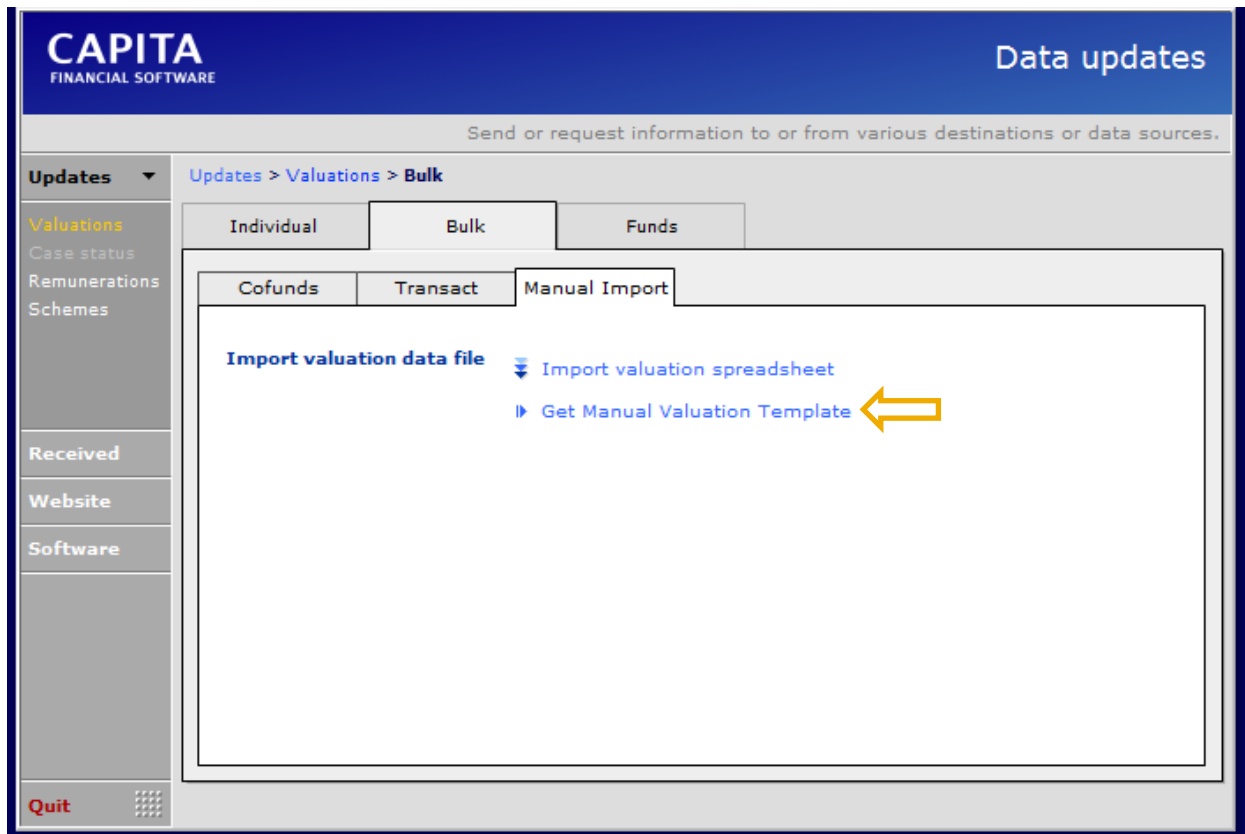 CAPITA
FINANCIAL SOFTWARE
Data updates
Send or request information to or from various destinations or data sources.
Updates
Updates > Valuations > Bulk
Valuations
Case status
Remunerations
Schemes
Individual
Bulk
Funds
Cofunds
Transact
Manual Import
Import valuation data file
Import valuation spreadsheet
Get Manual Valuation Template
Received
Website
Software
Quit